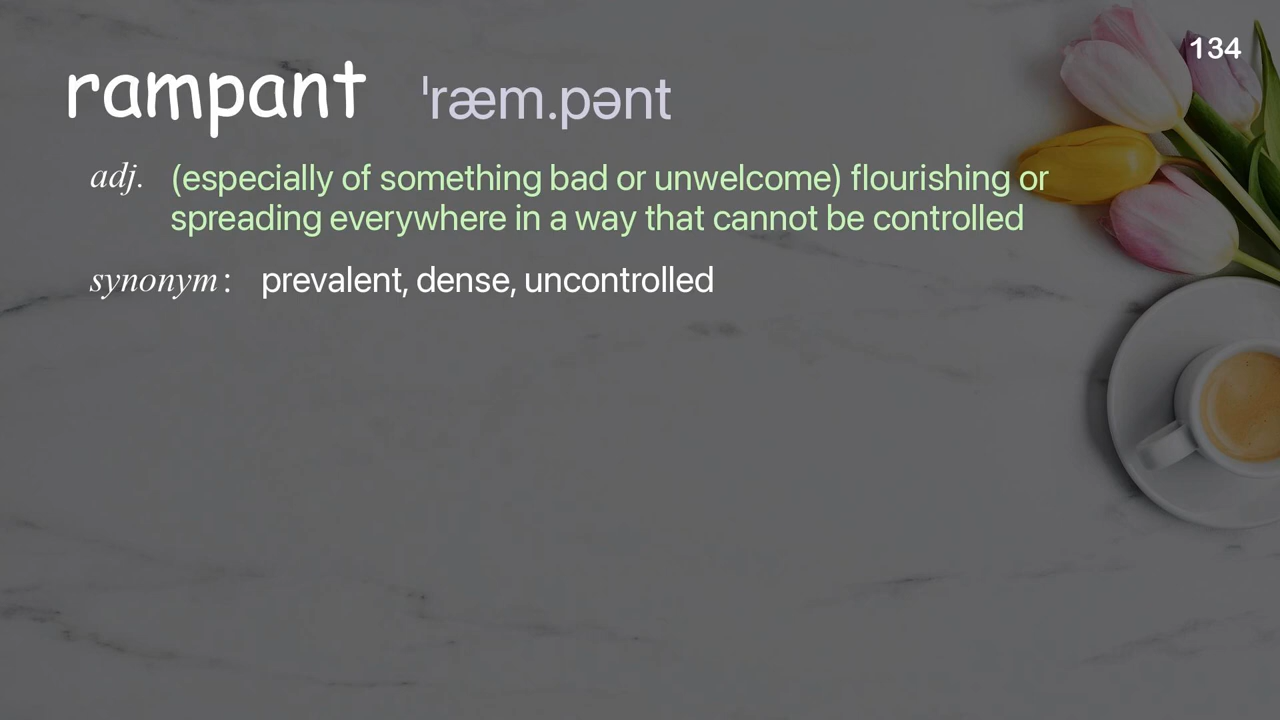 134
rampant ˈræm.pənt
adj. (especially of something bad or unwelcome) flourishing or
spreading everywhere in a way that cannot be controlled
synonym : prevalent, dense, uncontrolled